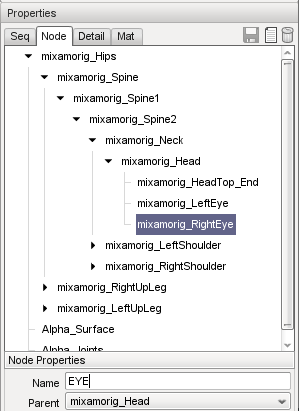 Properties
Seq Node Detail Mat
mixamorig_Hips
mixamorig_Spine
mixamorig_Spine1
mixamorig_Spine2
mixamorig_Neck
mixamorig_Head
mixamorig_HeadTop_End
mixamorig_LeftEye
mixamorig_RightEye
mixamorig_LeftShoulder
mixamorig_RightShoulder
mixamorig_RightUpLeg
mixamorig_LeftUpLeg
Alpha_Surface
Alpha_Joints
Node Properties
Name EYE
Parent mixamorig_Head